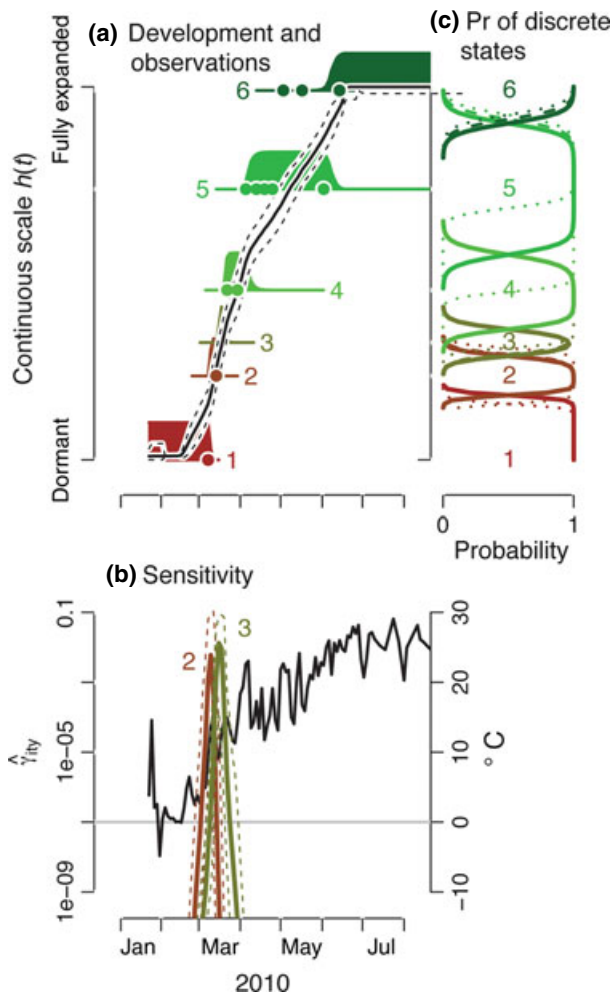 (a) Development and
observations
(c) Pr of discrete
states
Fully expanded
Continuous scale h(t)
Dormant
6
5
4
3
2
1
6
5
4
3
2
1
0 1
Probability
(b) Sensitivity
0.1
1e-05
1e-09
γ̂ity
2
3
30
20
10
0
-10
° C
Jan Mar May Jul
2010